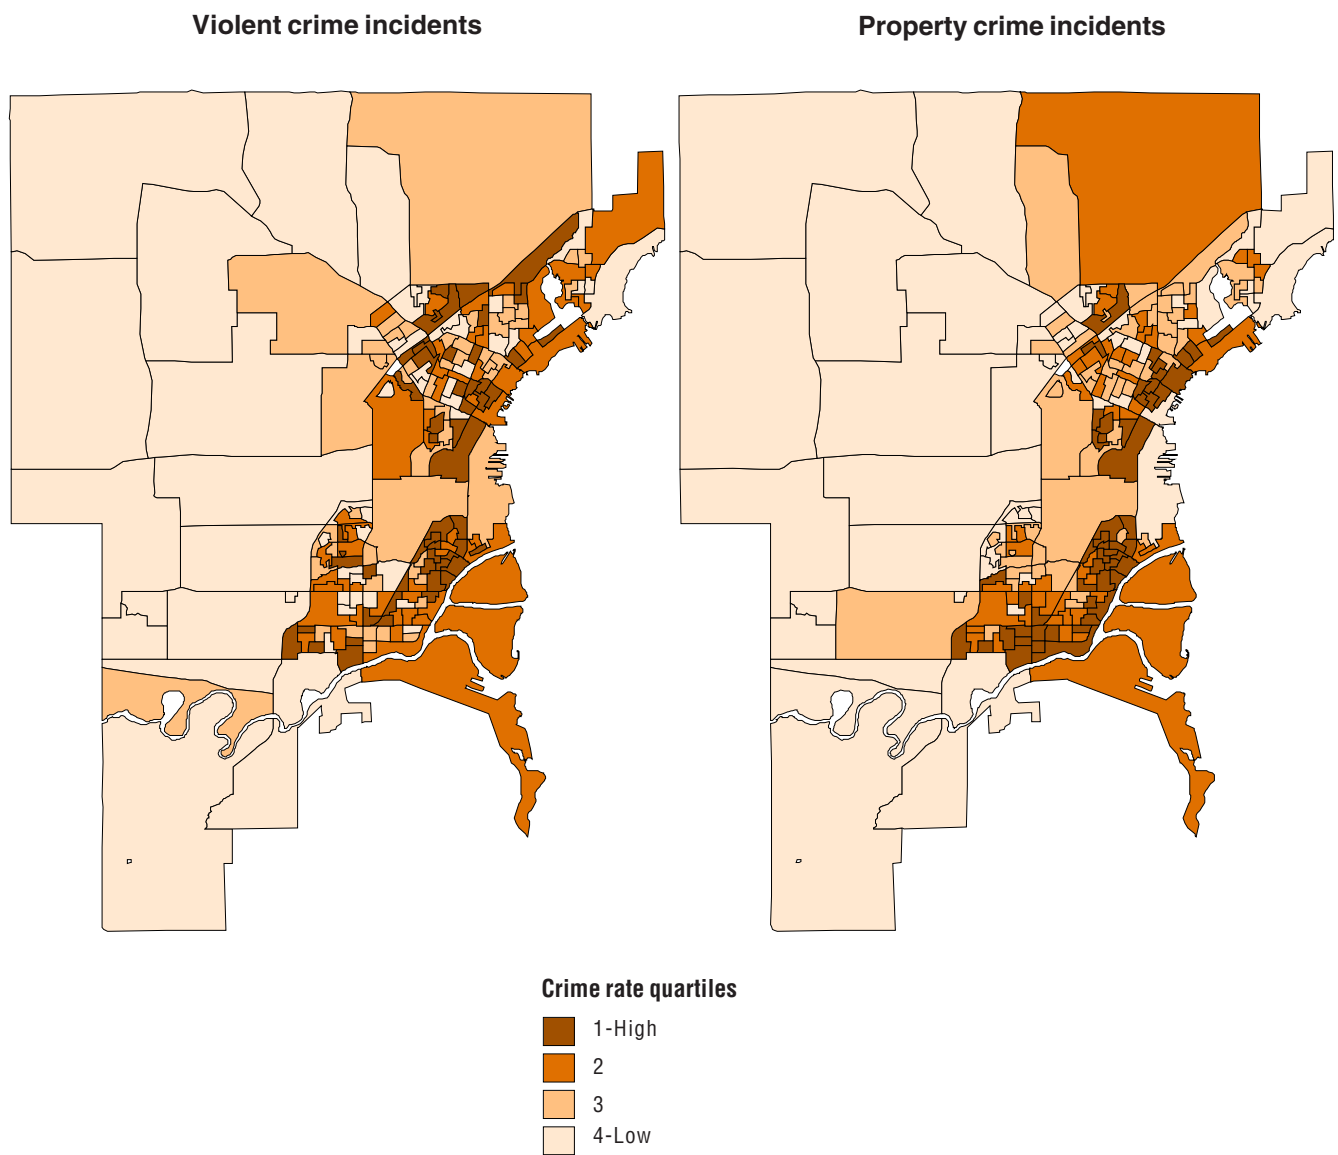 Violent crime incidents
Property crime incidents
Crime rate quartiles
1-High
2
3
4-Low